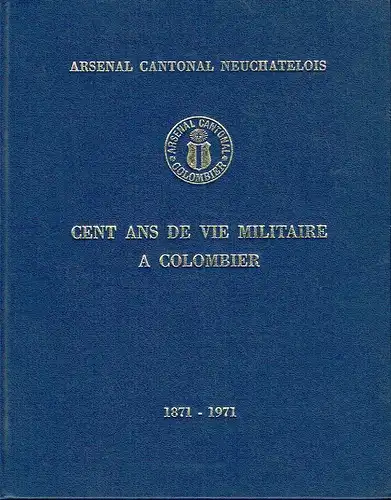 ARSENAL CANTONAL NEUCHATELOIS
ARSENAL CANTONAL
COLOMBIER
CENT ANS DE VIE MILITAIRE
A COLOMBIER
1871 - 1971